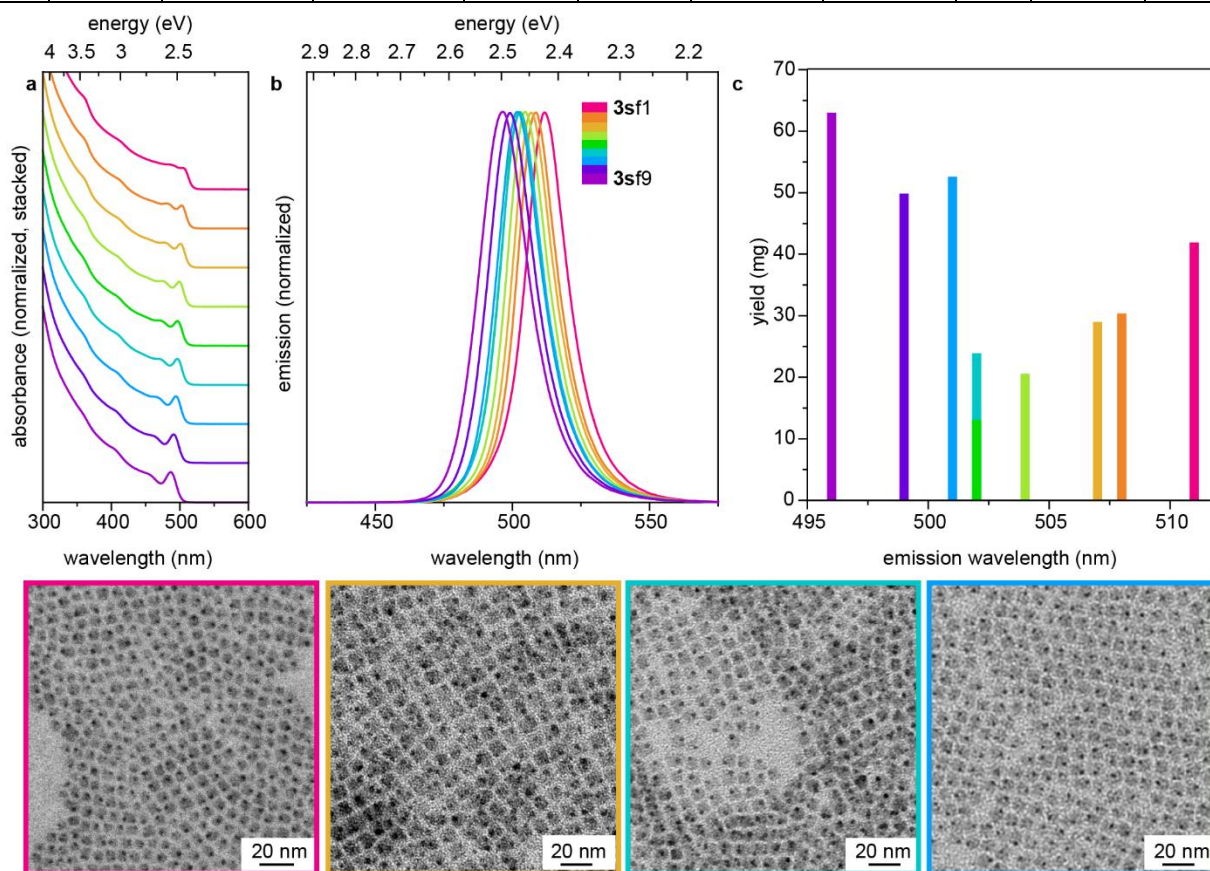 energy (eV)
4 3.5 3 2.5
a
absorbance (nomralized, stacked)
300 400 500 600
wavelength (nm)
energy (eV)
2.9 2.8 2.7 2.6 2.5 2.4 2.3 2.2
b
3sf1
3sf9
emission (normalized)
450 500 550
wavelength (nm)
c
70
60
50
40
30
20
10
0
yield (mg)
495 500 505 510
emission wavelength (nm)
20 nm
20 nm
20 nm
20 nm